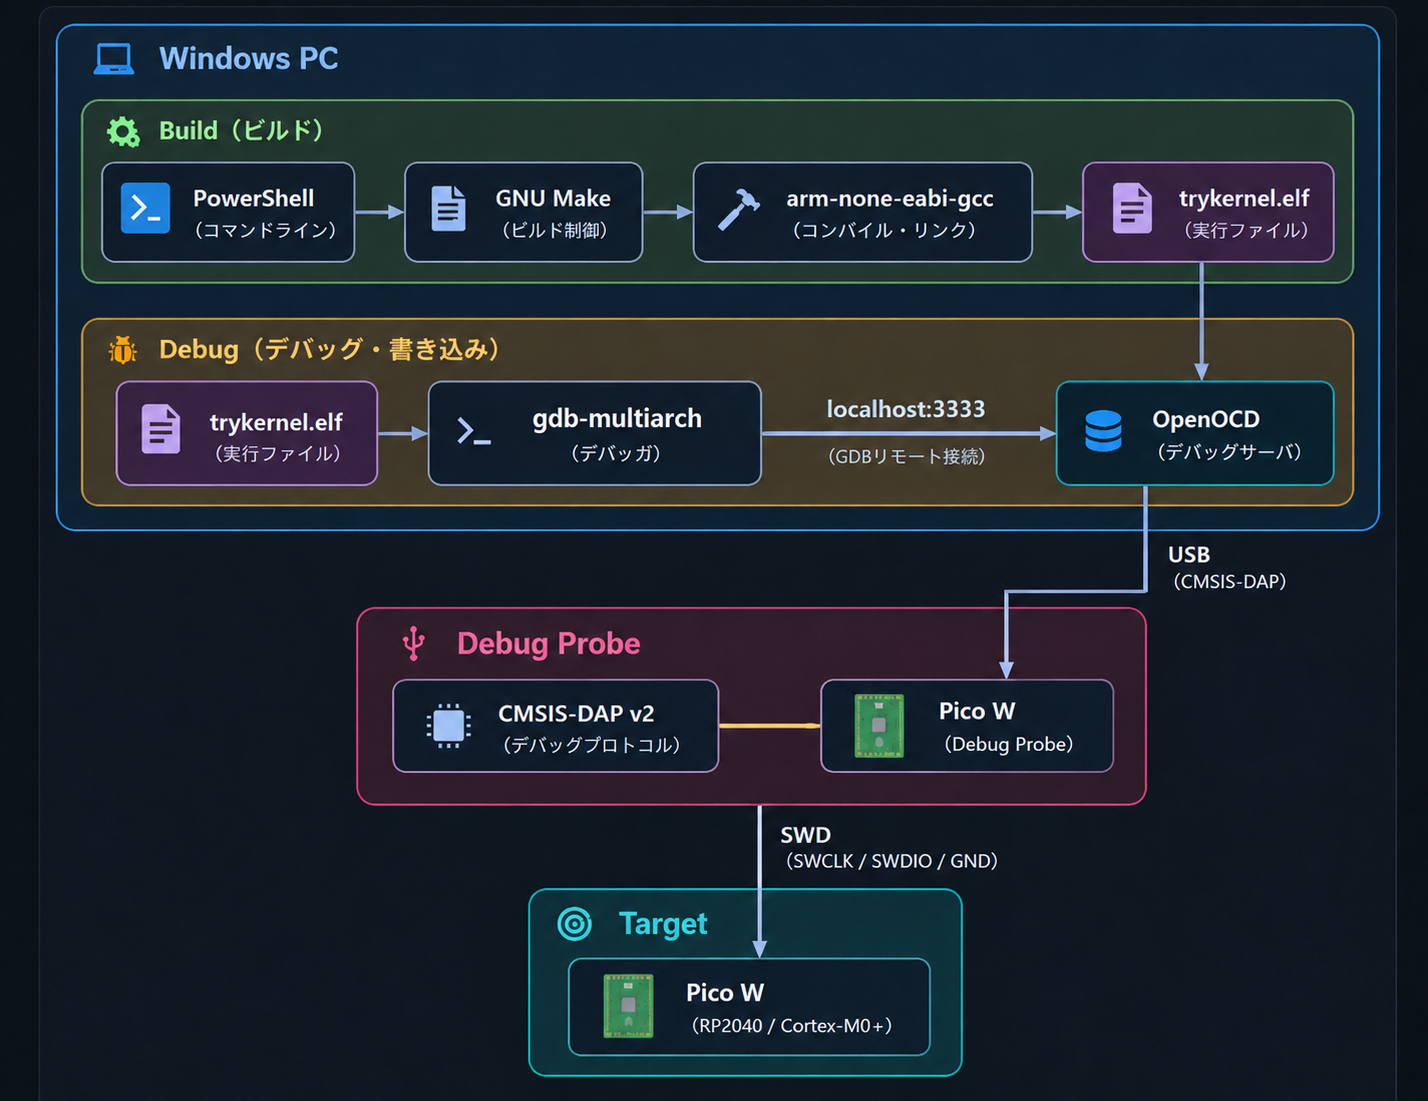 Windows PC
Build（ビルド）
PowerShell
（コマンドライン）
GNU Make
（ビルド制御）
arm-none-eabi-gcc
（コンパイル・リンク）
trykernel.elf
（実行ファイル）
Debug（デバッグ・書き込み）
trykernel.elf
（実行ファイル）
gdb-multiarch
（デバッガ）
localhost:3333
（GDBリモート接続）
OpenOCD
（デバッグサーバ）
USB
（CMSIS-DAP）
Debug Probe
CMSIS-DAP v2
（デバッグプロトコル）
Pico W
（Debug Probe）
SWD
（SWCLK / SWDIO / GND）
Target
Pico W
（RP2040 / Cortex-M0+）